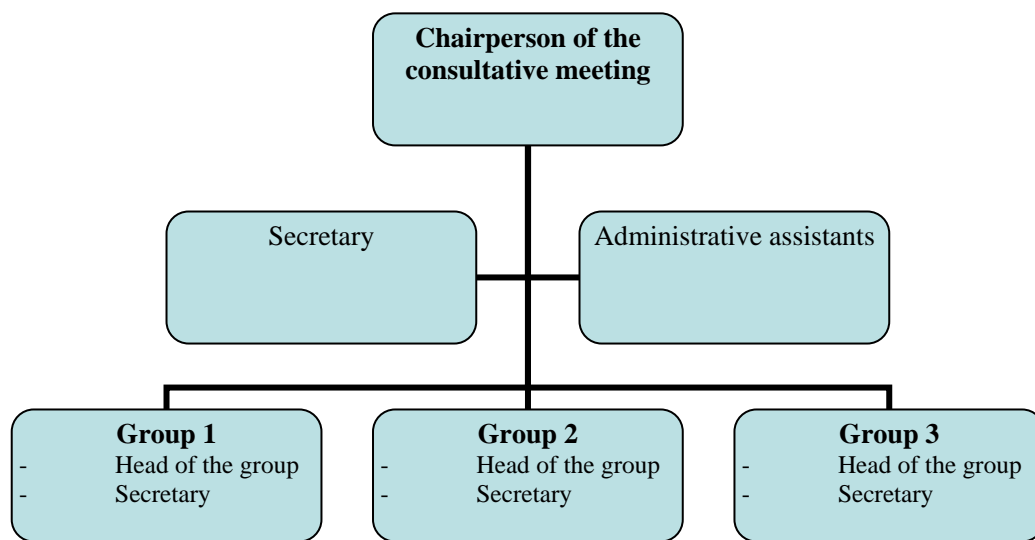 Chairperson of the
consultative meeting
Secretary
Administrative assistants
Group 1
- Head of the group
- Secretary
Group 2
- Head of the group
- Secretary
Group 3
- Head of the group
- Secretary